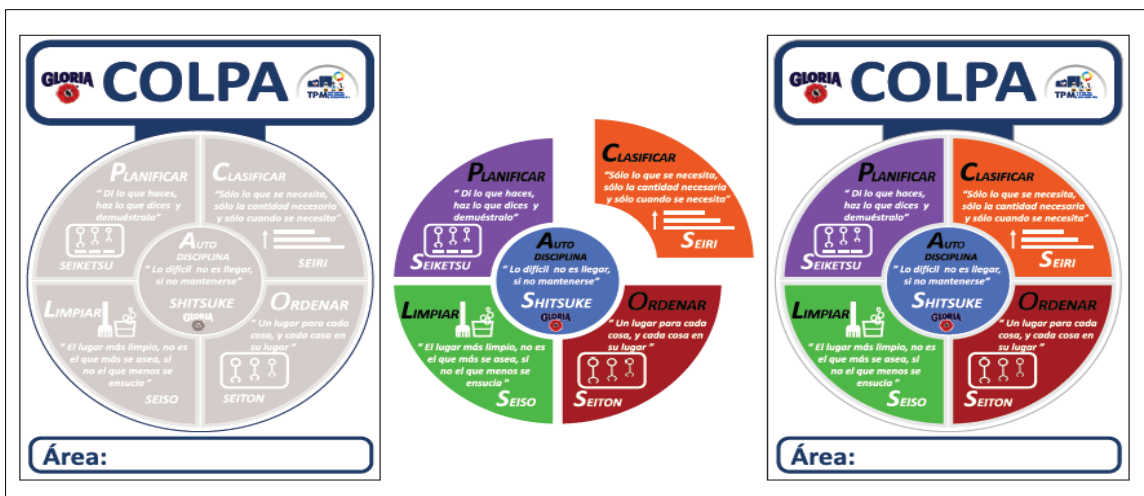 GLORIA COLPA TPM
PLANIFICAR
" Di lo que haces,
haz lo que dices y
demuéstralo"
SEIKETSU
CLASIFICAR
"Sólo lo que se necesita,
sólo la cantidad necesaria
y sólo cuando se necesita"
SEIRI
AUTO
DISCIPLINA
" Lo difícil no es llegar,
si no mantenerse"
SHITSUKE
GLORIA
LIMPIAR
" El lugar más limpio, no es
el que más se asea, si
no el que menos se
ensucia "
SEISO
ORDENAR
" Un lugar para cada
cosa, y cada cosa en
su lugar "
SEITON
Área:
PLANIFICAR
" Di lo que haces,
haz lo que dices y
demuéstralo"
SEIKETSU
CLASIFICAR
"Sólo lo que se necesita,
sólo la cantidad necesaria
y sólo cuando se necesita"
SEIRI
AUTO
DISCIPLINA
" Lo difícil no es llegar,
si no mantenerse"
SHITSUKE
GLORIA
LIMPIAR
" El lugar más limpio, no es
el que más se asea, si
no el que menos se
ensucia "
SEISO
ORDENAR
" Un lugar para cada
cosa, y cada cosa en
su lugar "
SEITON
GLORIA COLPA TPM
PLANIFICAR
" Di lo que haces,
haz lo que dices y
demuéstralo"
SEIKETSU
CLASIFICAR
"Sólo lo que se necesita,
sólo la cantidad necesaria
y sólo cuando se necesita"
SEIRI
AUTO
DISCIPLINA
" Lo difícil no es llegar,
si no mantenerse"
SHITSUKE
GLORIA
LIMPIAR
" El lugar más limpio, no es
el que más se asea, si
no el que menos se
ensucia "
SEISO
ORDENAR
" Un lugar para cada
cosa, y cada cosa en
su lugar "
SEITON
Área: